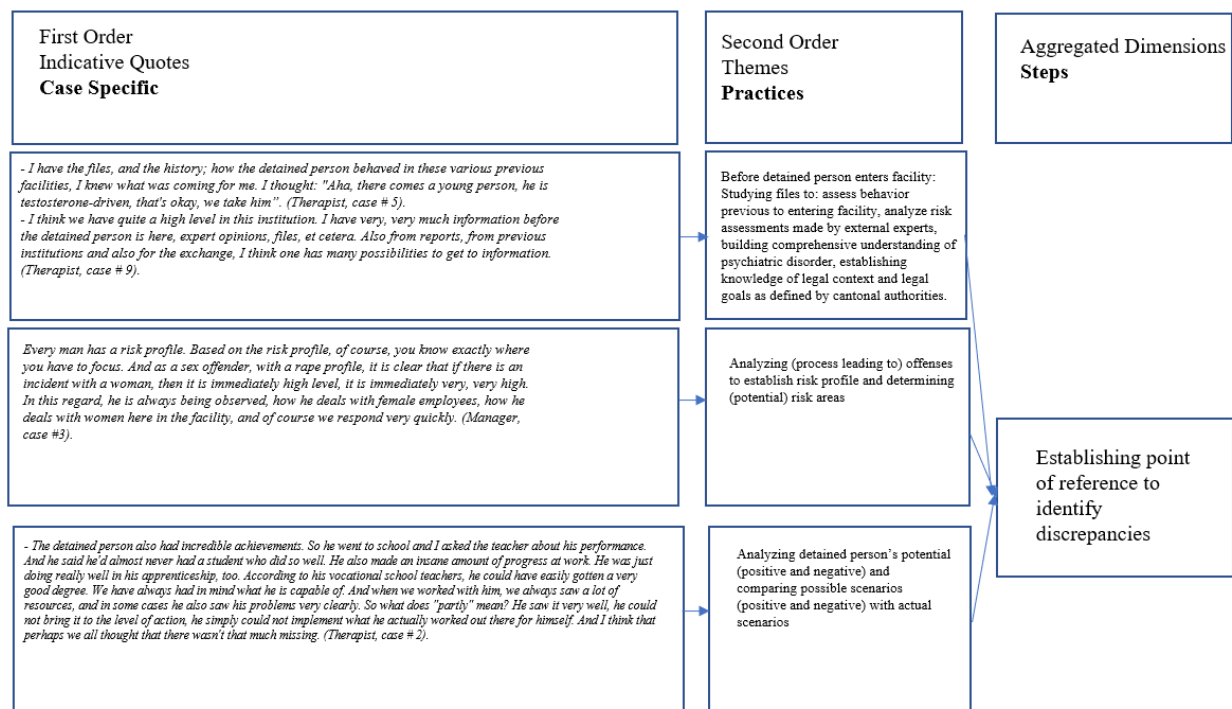 First Order
Indicative Quotes
Case Specific
Second Order
Themes
Practices
Aggregated Dimensions
Steps
- I have the files, and the history; how the detained person behaved in these various previous
facilities, I knew what was coming for me. I thought: "Aha, there comes a young person, he is
testosterone-driven, that's okay, we take him”. (Therapist, case # 5).
- I think we have quite a high level in this institution. I have very, very much information before
the detained person is here, expert opinions, files, et cetera. Also from reports, from previous
institutions and also for the exchange, I think one has many possibilities to get to information.
(Therapist, case # 9).
Before detained person enters facility:
Studying files to: assess behavior
previous to entering facility, analyze risk
assessments made by external experts,
building comprehensive understanding of
psychiatric disorder, establishing
knowledge of legal context and legal
goals as defined by cantonal authorities.
Every man has a risk profile. Based on the risk profile, of course, you know exactly where
you have to focus. And as a sex offender, with a rape profile, it is clear that if there is an
incident with a woman, then it is immediately high level, it is immediately very, very high.
In this regard, he is always being observed, how he deals with female employees, how he
deals with women here in the facility, and of course we respond very quickly. (Manager,
case #3).
Analyzing (process leading to) offenses
to establish risk profile and determining
(potential) risk areas
- The detained person also had incredible achievements. So he went to school and I asked the teacher about his performance.
And he said he'd almost never had a student who did so well. He also made an insane amount of progress at work. He was just
doing really well in his apprenticeship, too. According to his vocational school teachers, he could have easily gotten a very
good degree. We have always had in mind what he is capable of. And when we worked with him, we always saw a lot of
resources, and in some cases he also saw his problems very clearly. So what does "partly" mean? He saw it very well, he could
not bring it to the level of action, he simply could not implement what he actually worked out there for himself. And I think that
perhaps we all thought that there wasn't that much missing. (Therapist, case # 2).
Analyzing detained person’s potential
(positive and negative) and
comparing possible scenarios
(positive and negative) with actual
scenarios
Establishing point
of reference to
identify
discrepancies